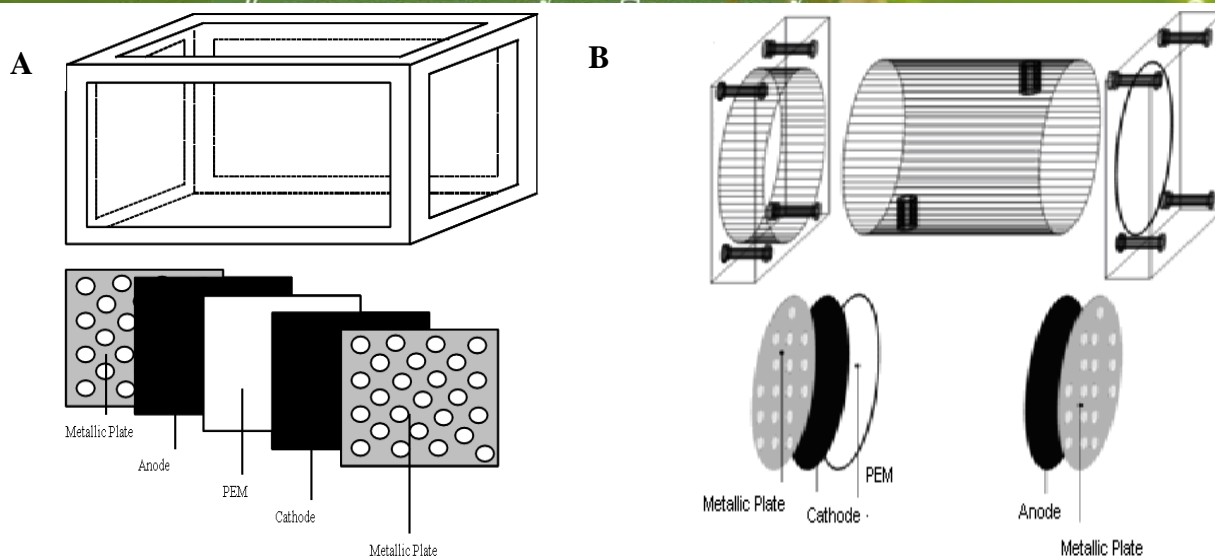 A
B
Metallic Plate
Anode
PEM
Cathode
Metallic Plate
Metallic Plate
Cathode
PEM
Anode
Metallic Plate